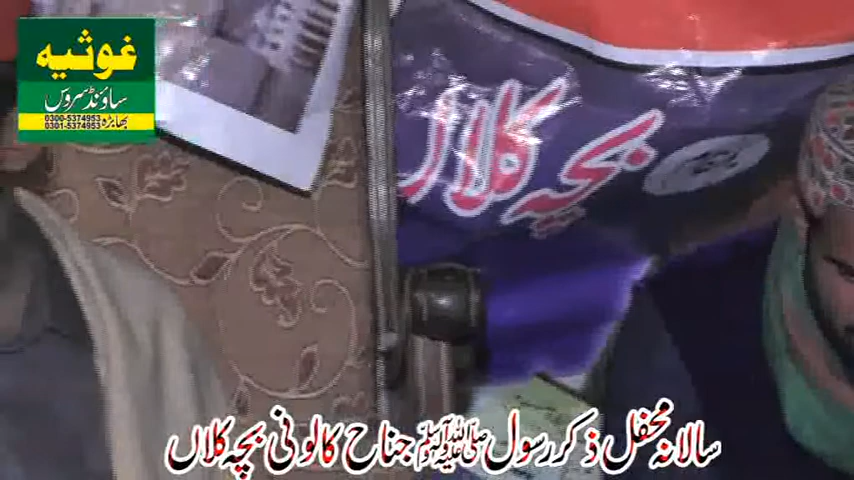 غوثیہ
ساؤنڈ سروس
0300-5374953
0301-5374953
بھابڑہ
بچہ کلاں
سالانہ محفل ذکر رسول ﷺ جناح کالونی بچہ کلاں